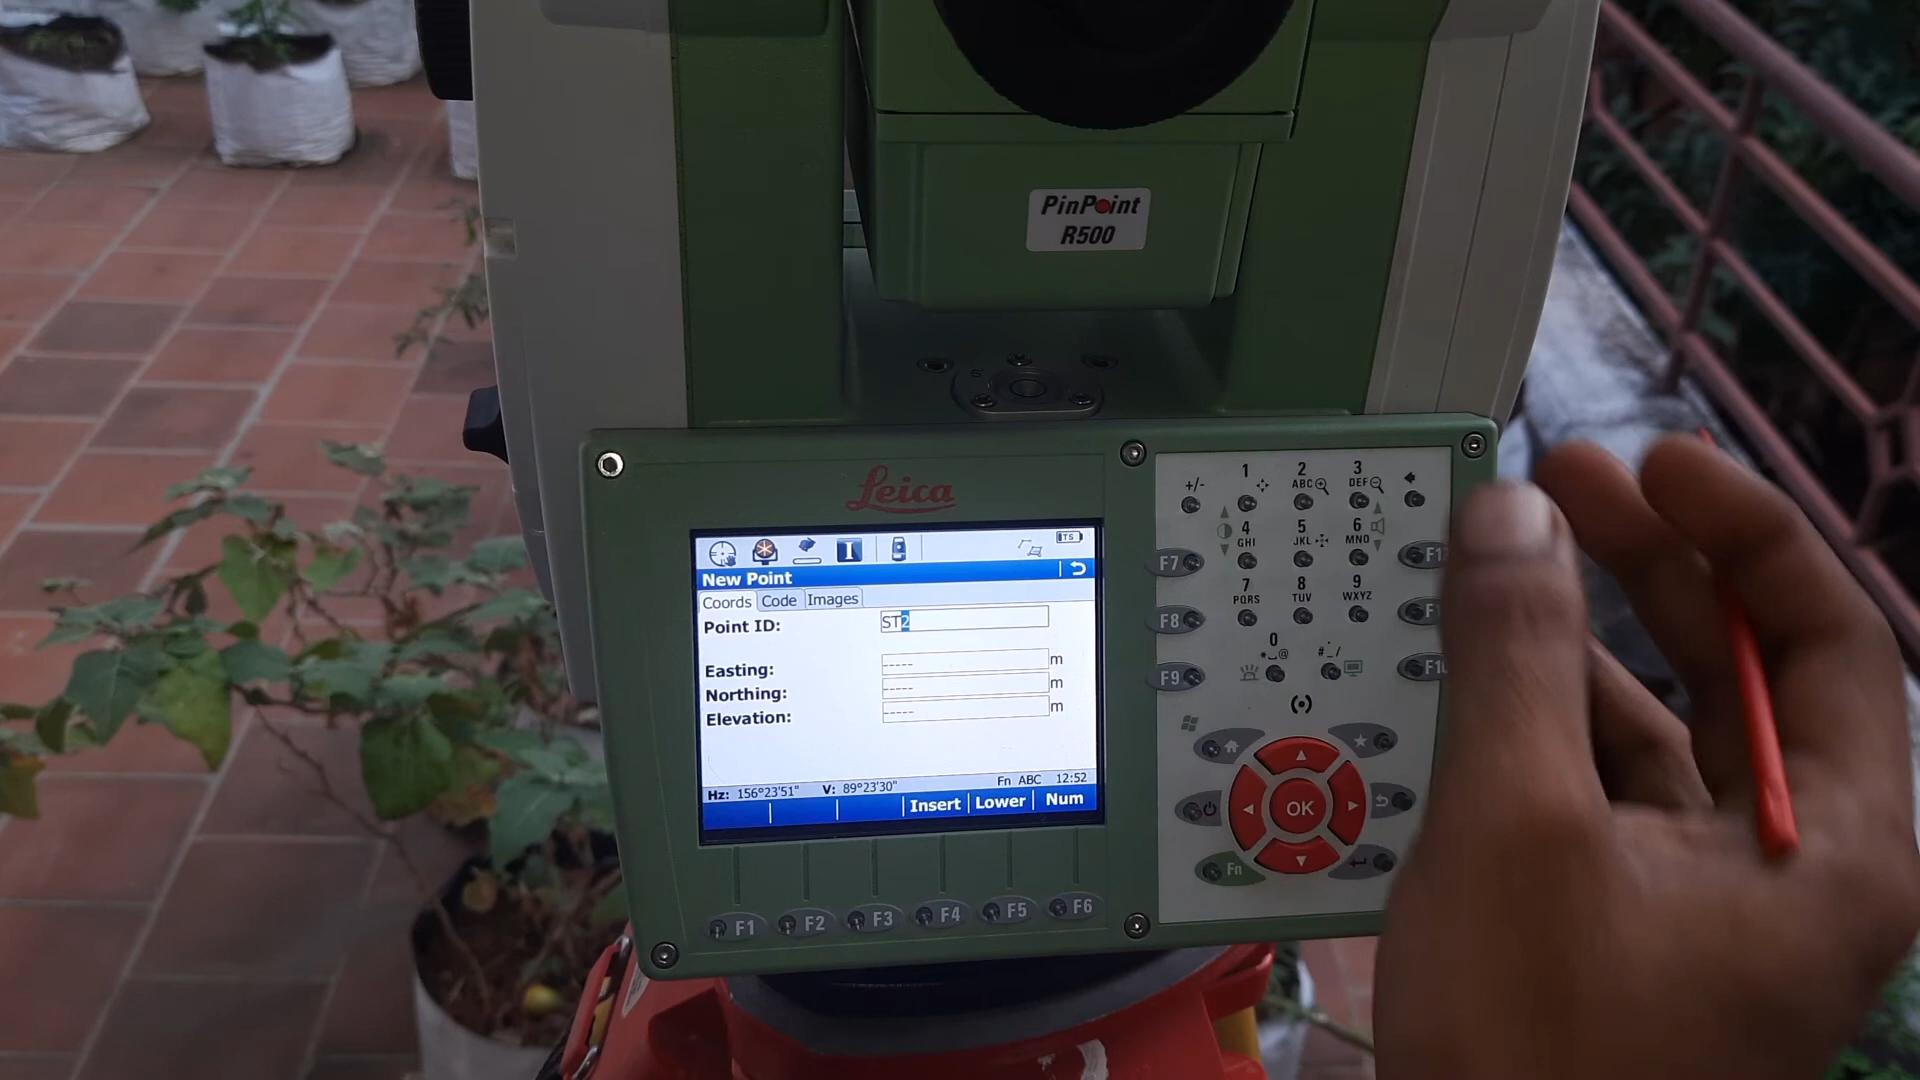 PinPoint
R500
Leica
TS
I
New Point
Coords Code Images
Point ID: ST2
Easting: ----- m
Northing: ----- m
Elevation: ----- m
Fn ABC 12:52
Hz: 156°23'51" V: 89°23'30"
Insert Lower Num
F1 F2 F3 F4 F5 F6
+/- 1 2 ABC 3 DEF
F7 4 GHI 5 JKL 6 MNO F12
F8 7 PQRS 8 TUV 9 WXYZ
F9 0 *@ . #_/ F10
OK
Fn